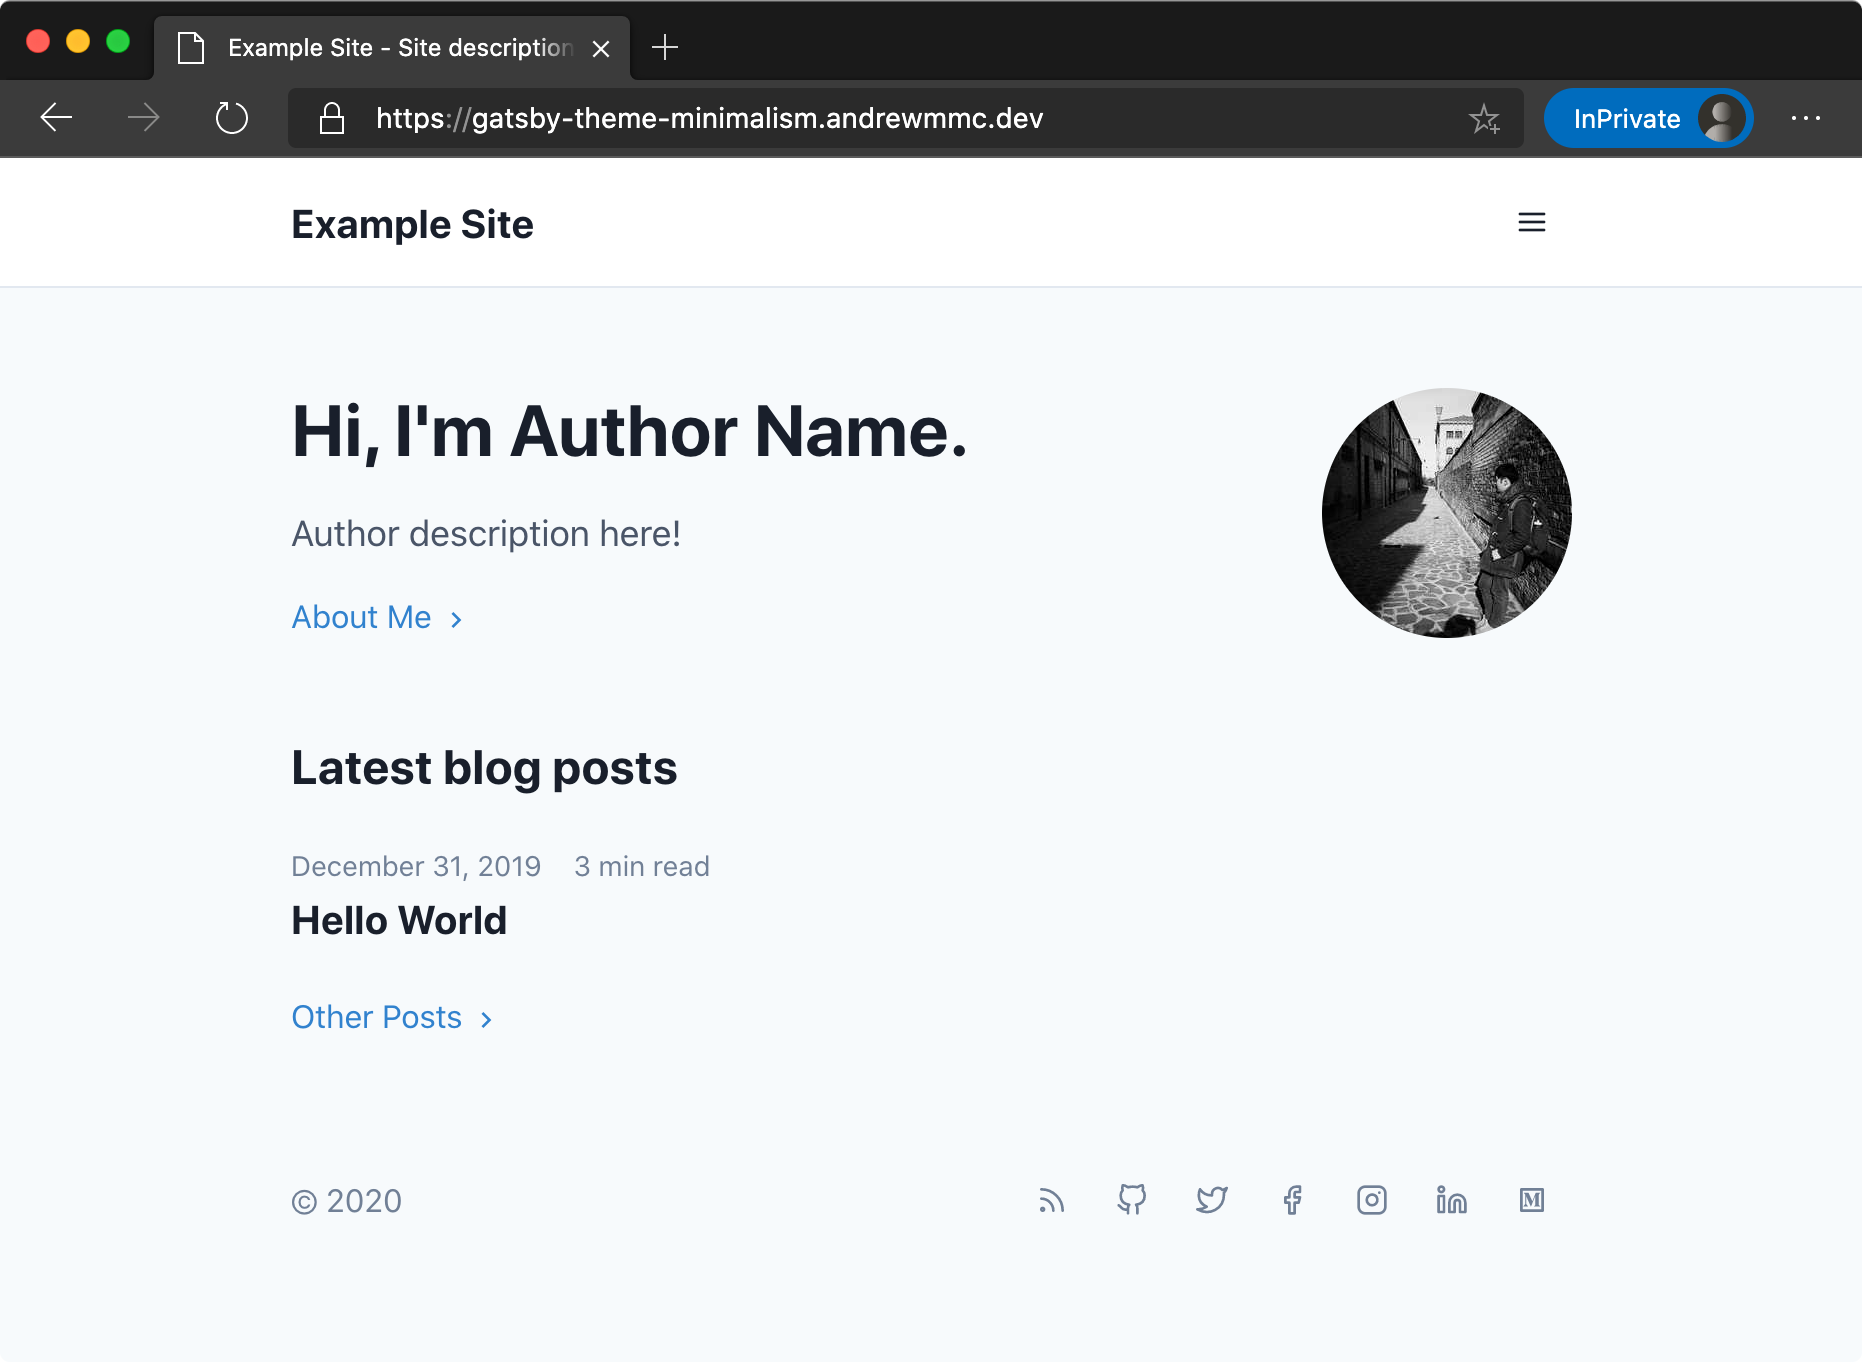 Example Site - Site description
https://gatsby-theme-minimalism.andrewmmc.dev
InPrivate
Example Site
Hi, I'm Author Name.
Author description here!
About Me
Latest blog posts
December 31, 2019 3 min read
Hello World
Other Posts
© 2020